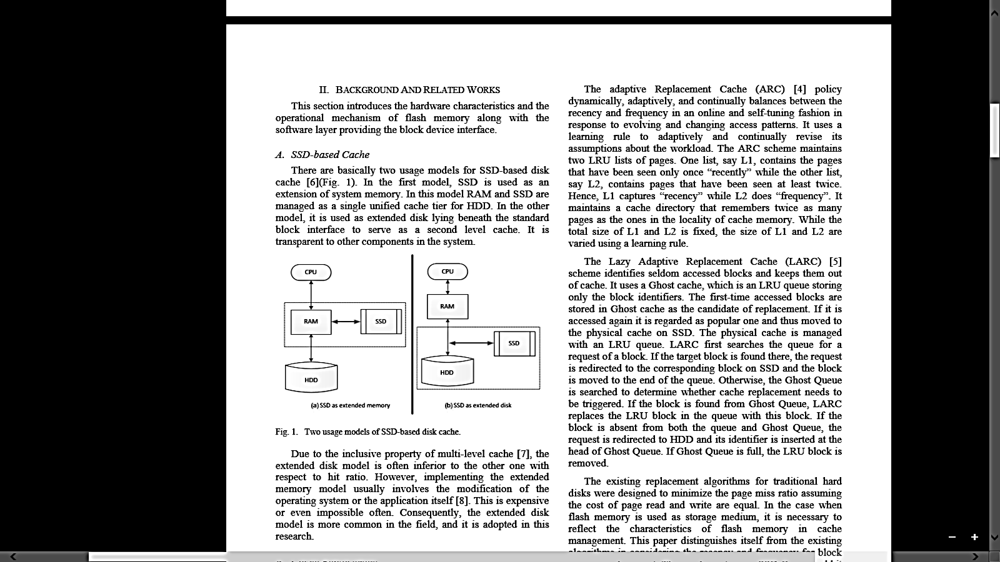 II. BACKGROUND AND RELATED WORKS
This section introduces the hardware characteristics and the
operational mechanism of flash memory along with the
software layer providing the block device interface.
A. SSD-based Cache
There are basically two usage models for SSD-based disk
cache [6](Fig. 1). In the first model, SSD is used as an
extension of system memory. In this model RAM and SSD are
managed as a single unified cache tier for HDD. In the other
model, it is used as extended disk lying beneath the standard
block interface to serve as a second level cache. It is
transparent to other components in the system.
CPU
RAM
SSD
HDD
(a) SSD as extended memory
CPU
RAM
SSD
HDD
(b) SSD as extended disk
Fig. 1. Two usage models of SSD-based disk cache.
Due to the inclusive property of multi-level cache [7], the
extended disk model is often inferior to the other one with
respect to hit ratio. However, implementing the extended
memory model usually involves the modification of the
operating system or the application itself [8]. This is expensive
or even impossible often. Consequently, the extended disk
model is more common in the field, and it is adopted in this
research.
The adaptive Replacement Cache (ARC) [4] policy
dynamically, adaptively, and continually balances between the
recency and frequency in an online and self-tuning fashion in
response to evolving and changing access patterns. It uses a
learning rule to adaptively and continually revise its
assumptions about the workload. The ARC scheme maintains
two LRU lists of pages. One list, say L1, contains the pages
that have been seen only once “recently” while the other list,
say L2, contains pages that have been seen at least twice.
Hence, L1 captures “recency” while L2 does “frequency”. It
maintains a cache directory that remembers twice as many
pages as the ones in the locality of cache memory. While the
total size of L1 and L2 is fixed, the size of L1 and L2 are
varied using a learning rule.
The Lazy Adaptive Replacement Cache (LARC) [5]
scheme identifies seldom accessed blocks and keeps them out
of cache. It uses a Ghost cache, which is an LRU queue storing
only the block identifiers. The first-time accessed blocks are
stored in Ghost cache as the candidate of replacement. If it is
accessed again it is regarded as popular one and thus moved to
the physical cache on SSD. The physical cache is managed
with an LRU queue. LARC first searches the queue for a
request of a block. If the target block is found there, the request
is redirected to the corresponding block on SSD and the block
is moved to the end of the queue. Otherwise, the Ghost Queue
is searched to determine whether cache replacement needs to
be triggered. If the block is found from Ghost Queue, LARC
replaces the LRU block in the queue with this block. If the
block is absent from both the queue and Ghost Queue, the
request is redirected to HDD and its identifier is inserted at the
head of Ghost Queue. If Ghost Queue is full, the LRU block is
removed.
The existing replacement algorithms for traditional hard
disks were designed to minimize the page miss ratio assuming
the cost of page read and write are equal. In the case when
flash memory is used as storage medium, it is necessary to
reflect the characteristics of flash memory in cache
management. This paper distinguishes itself from the existing
algorithms in considering the recency and frequency for block